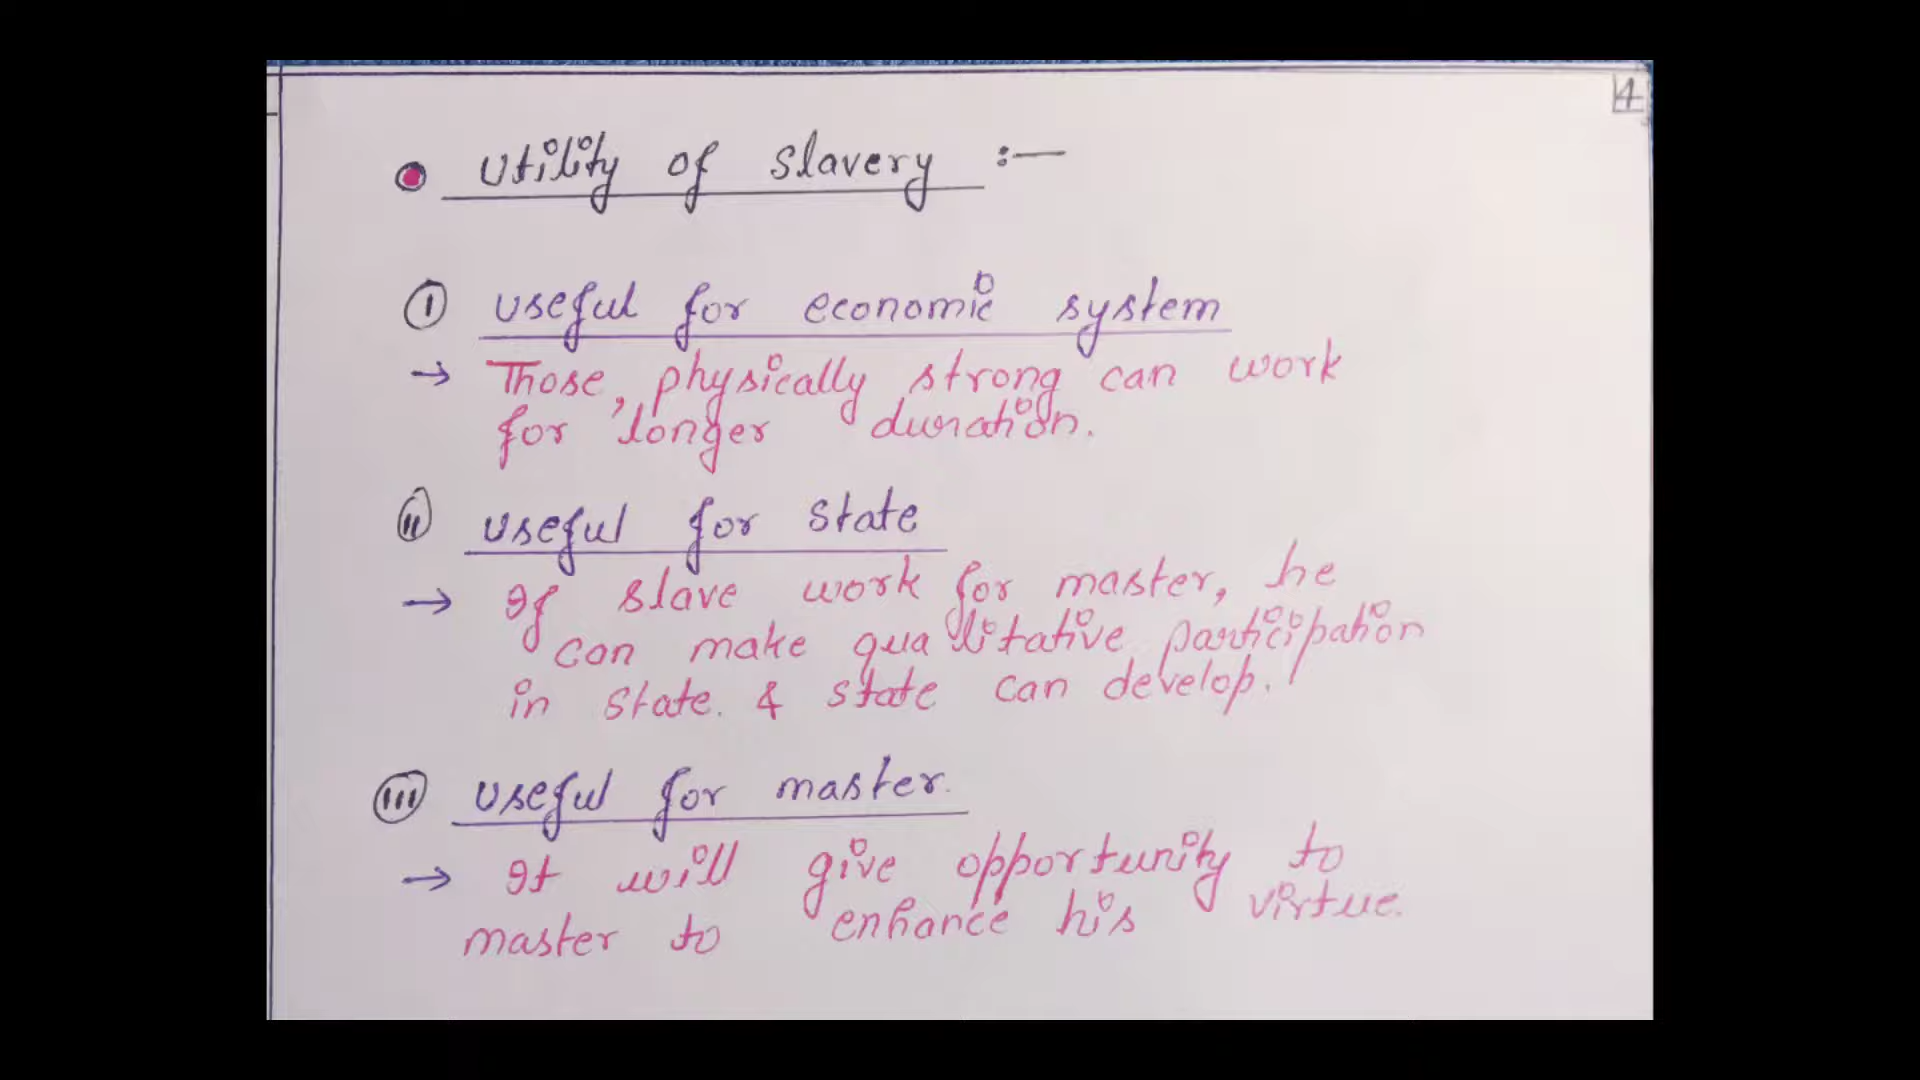 4
Utility of slavery :—
(I) Useful for economic system
→ Those, physically strong can work
for longer duration.
(II) Useful for state
→ If slave work for master, he
can make qualitative participation
in state. & state can develop.
(III) Useful for master.
→ It will give opportunity to
master to enhance his virtue.